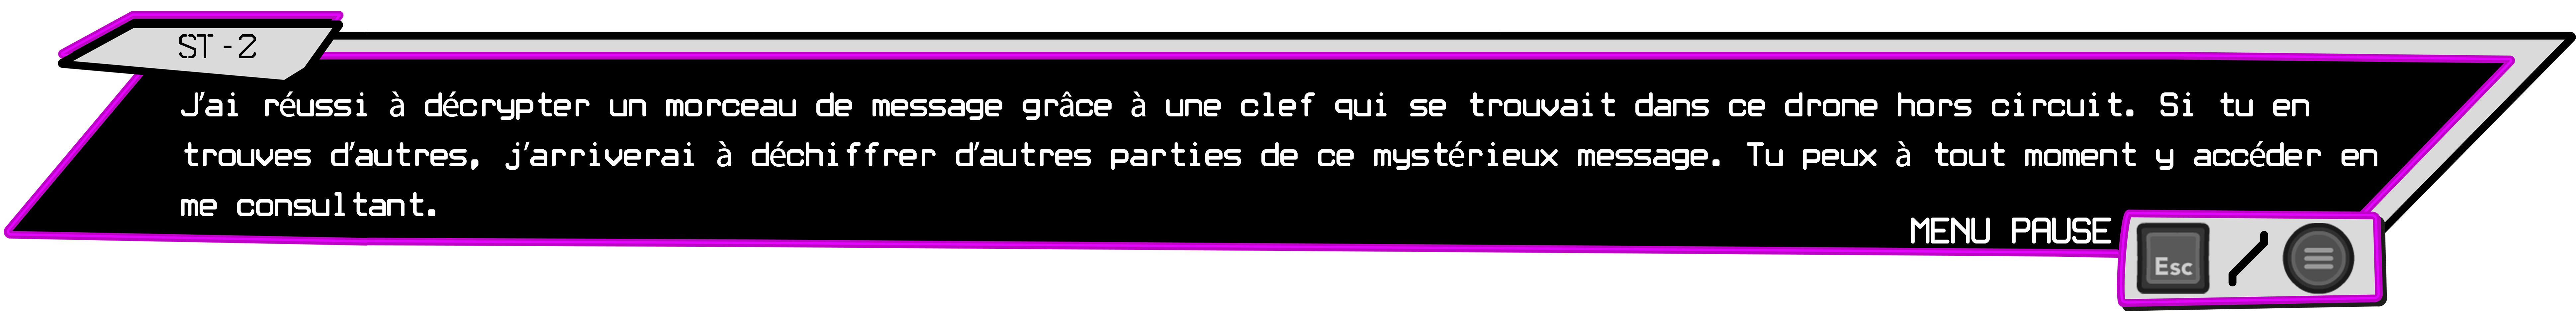 ST-2
J'ai réussi à décrypter un morceau de message grâce à une clef qui se trouvait dans ce drone hors circuit. Si tu en
trouves d'autres, j'arriverai à déchiffrer d'autres parties de ce mystérieux message. Tu peux à tout moment y accéder en
me consultant.
MENU PAUSE
Esc